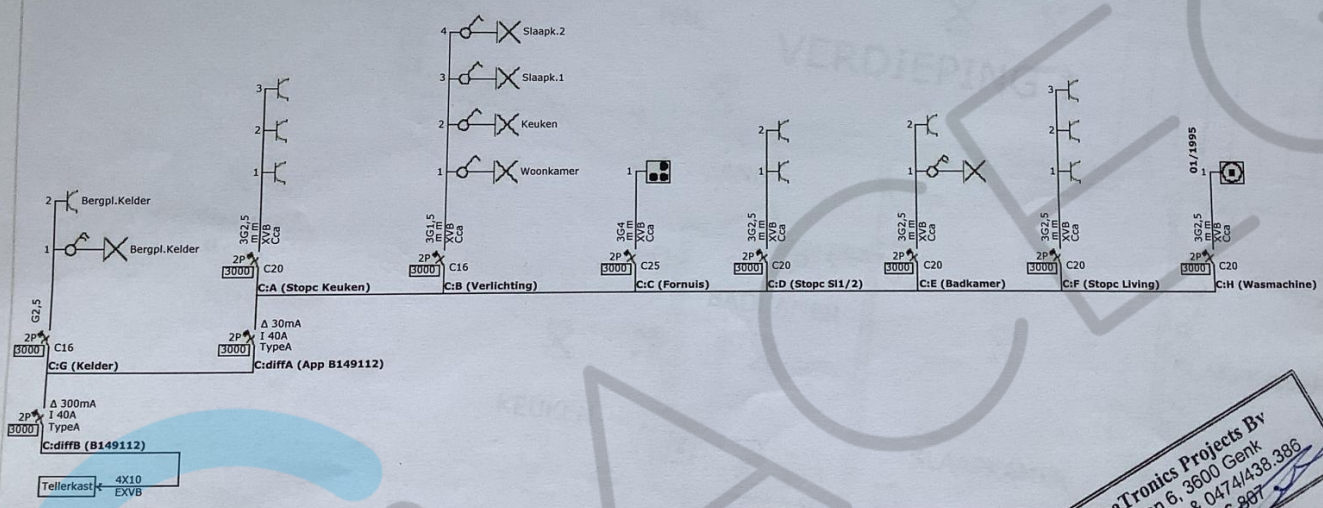 4 Slaapk.2
3 Slaapk.1
2 Keuken
1 Woonkamer
3G1,5
mm
XVB
Cca
2P
3000
C16
C:B (Verlichting)
3
2
1
3G2,5
mm
XVB
Cca
2P
3000
C20
C:A (Stopc Keuken)
1
3G4
mm
XVB
Cca
2P
3000
C25
C:C (Fornuis)
2
1
3G2,5
mm
XVB
Cca
2P
3000
C20
C:D (Stopc Sl1/2)
2
1
3G2,5
mm
XVB
Cca
2P
3000
C20
C:E (Badkamer)
3
2
1
3G2,5
mm
XVB
Cca
2P
3000
C20
C:F (Stopc Living)
01/1995
1
3G2,5
mm
XVB
Cca
2P
3000
C20
C:H (Wasmachine)
2 Bergpl.Kelder
1 Bergpl.Kelder
G2,5
2P
3000
C16
C:G (Kelder)
Δ 30mA
2P I 40A
3000 TypeA
C:diffA (App B149112)
Δ 300mA
2P I 40A
3000 TypeA
C:diffB (B149112)
Tellerkast
4X10
EXVB
VERDIEPING
KEUKEN
Tronics Projects Bv
6, 3600 Genk
& 0474/438.386
807